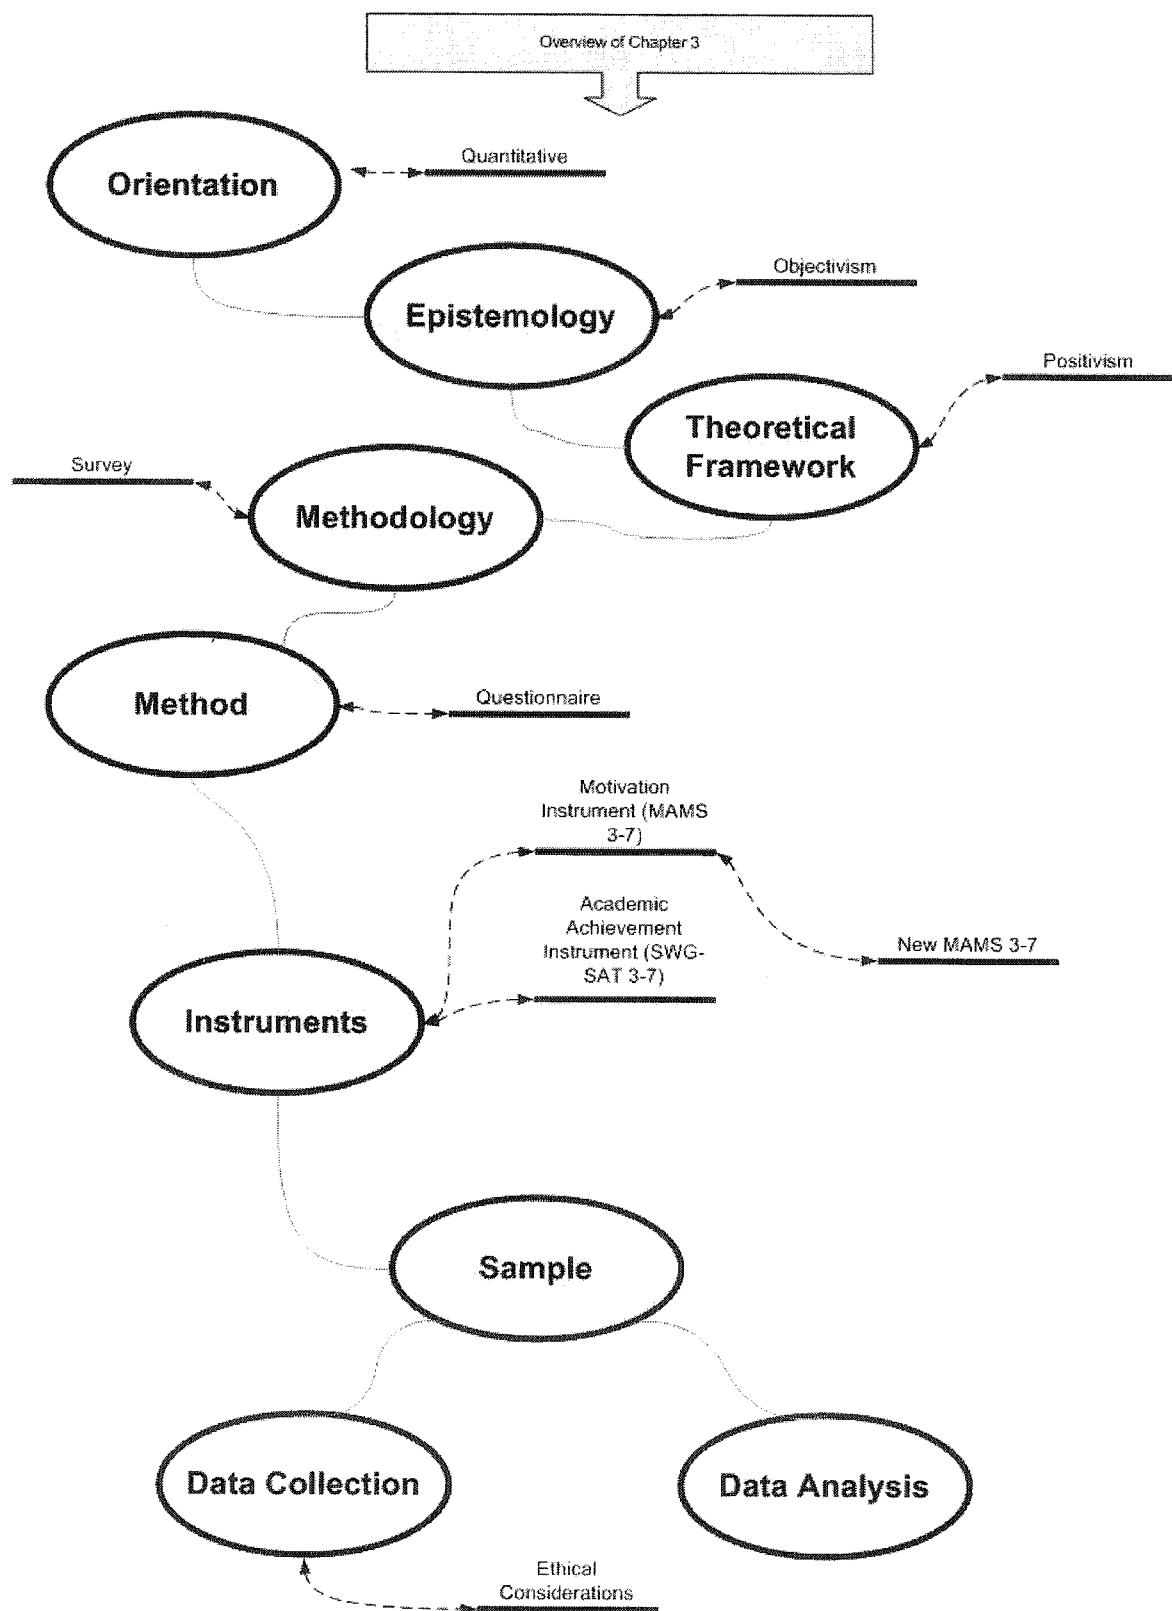 Overview of Chapter 3
Quantitative
Orientation
Objectivism
Epistemology
Positivism
Theoretical
Framework
Survey
Methodology
Method
Questionnaire
Motivation
Instrument (MAMS
3-7)
Academic
Achievement
Instrument (SWG-
SAT 3-7)
New MAMS 3-7
Instruments
Sample
Data Collection
Data Analysis
Ethical
Considerations